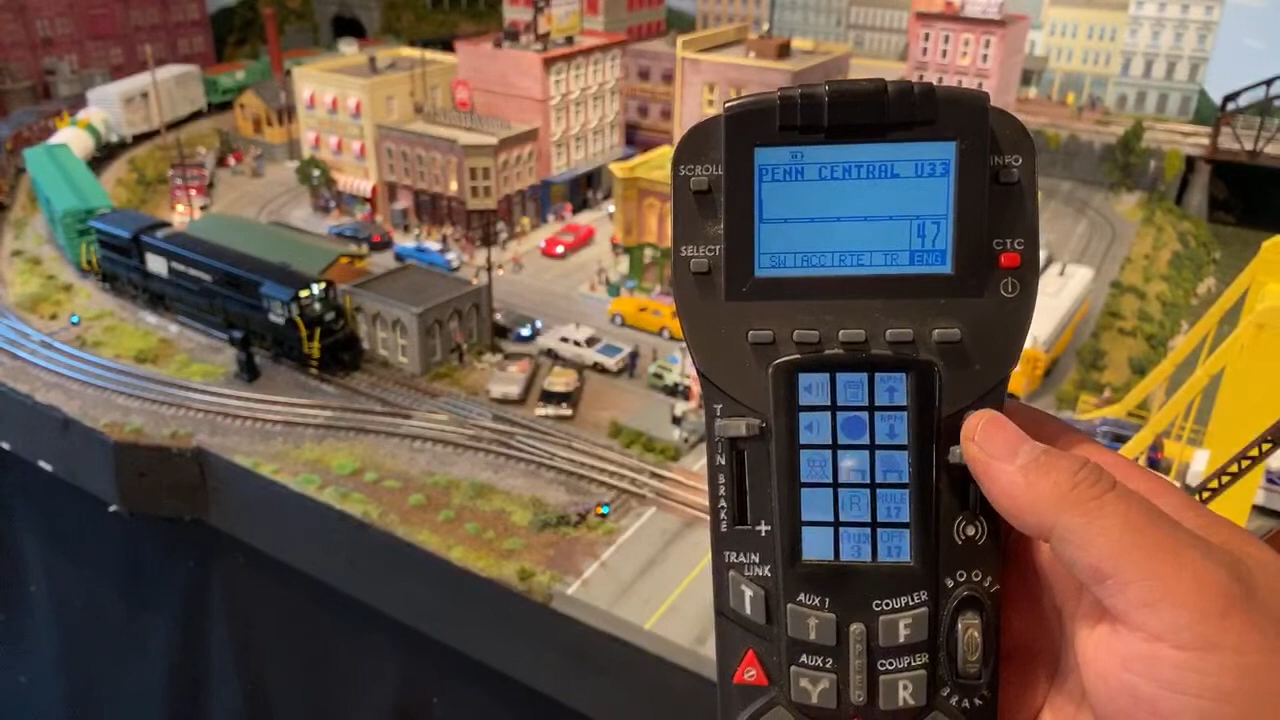 SCROLL
INFO
PENN CENTRAL U33
SELECT
CTC
47
SW ACC RTE TR ENG
RPM
RPM
TRAIN BRAKE
R
RULE
17
+
AUX
3
OFF
17
TRAIN
LINK
BOOST
T
AUX 1
COUPLER
F
SPEED
AUX 2
COUPLER
R
BRAKE